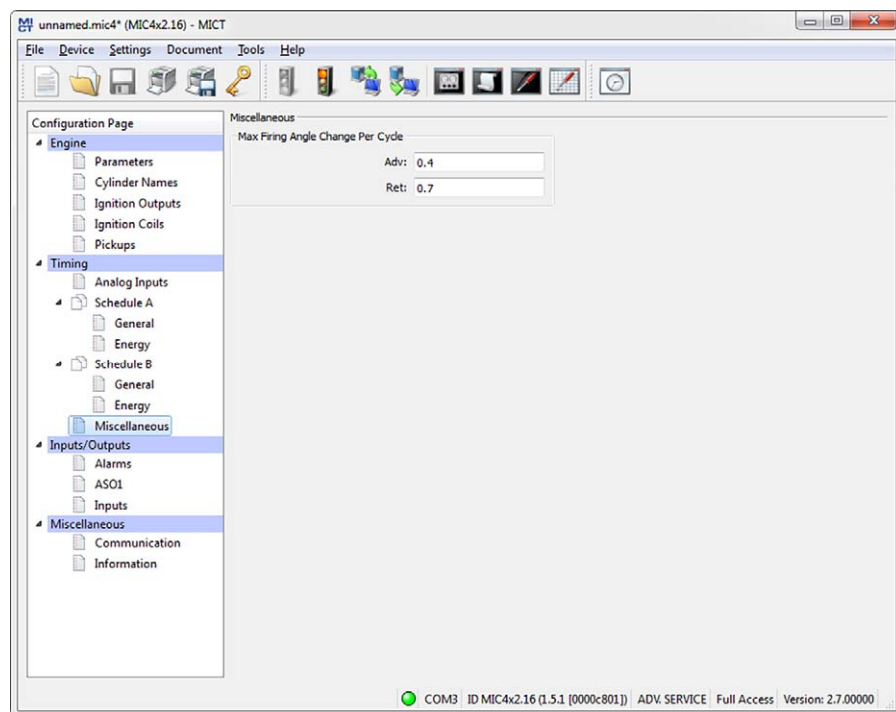 MICT unnamed.mic4* (MIC4x2.16) - MICT
File Device Settings Document Tools Help
Configuration Page
Engine
Parameters
Cylinder Names
Ignition Outputs
Ignition Coils
Pickups
Timing
Analog Inputs
Schedule A
General
Energy
Schedule B
General
Energy
Miscellaneous
Inputs/Outputs
Alarms
ASO1
Inputs
Miscellaneous
Communication
Information
Miscellaneous
Max Firing Angle Change Per Cycle
Adv: 0.4
Ret: 0.7
COM3 ID MIC4x2.16 (1.5.1 [0000c801]) ADV. SERVICE Full Access Version: 2.7.00000